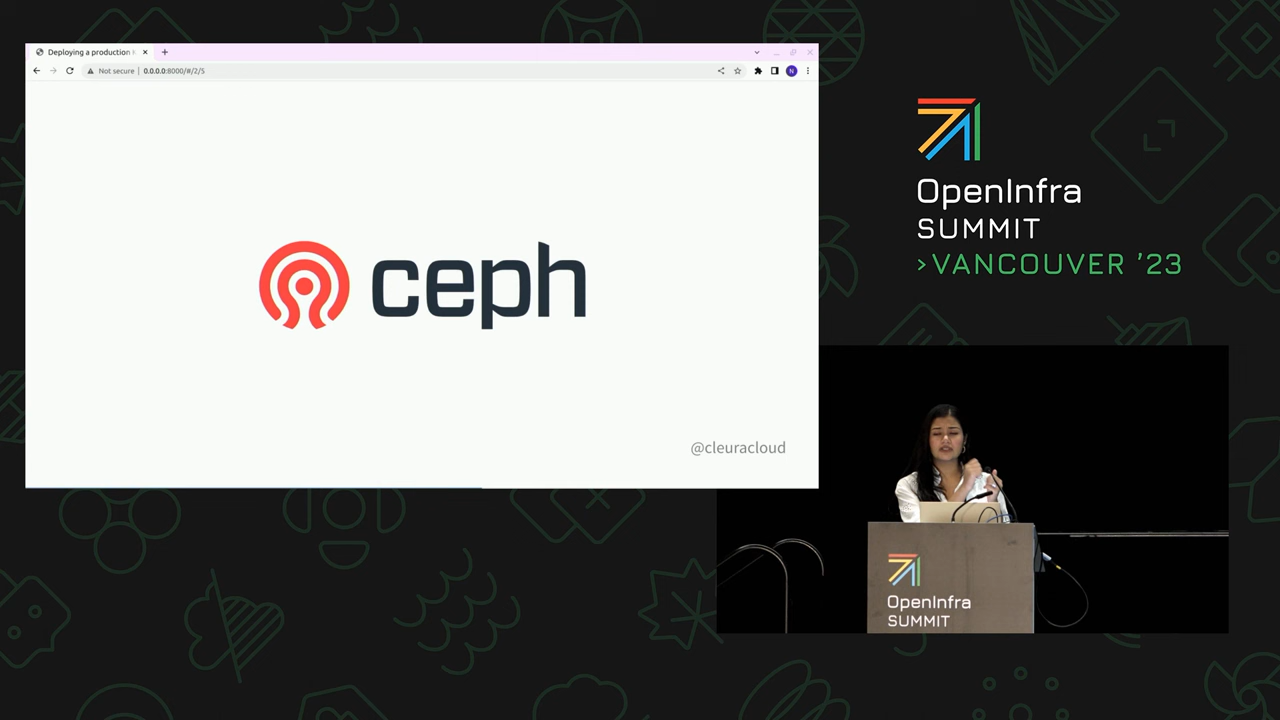 Deploying a production
Not secure
0.0.0.0:8000/#/2/5
N
ceph
@cleuracloud
OpenInfra
SUMMIT
>VANCOUVER '23
OpenInfra
SUMMIT